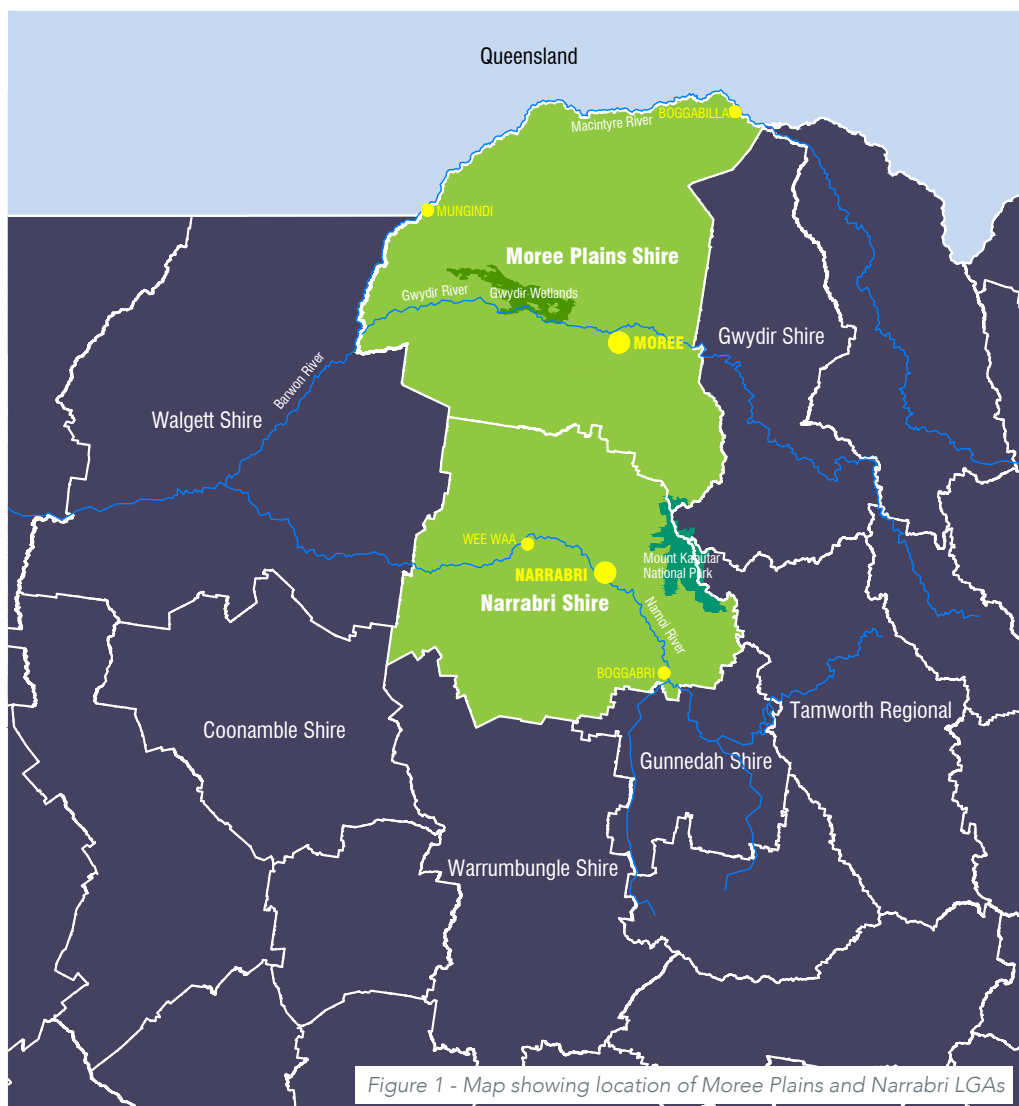 Queensland
BOGGABILLA
Macintyre River
MUNGINDI
Moree Plains Shire
Gwydir River
Gwydir Wetlands
MOREE
Gwydir Shire
Barwon River
Walgett Shire
WEE WAA
Mount Kaputar
National Park
NARRABRI
Narrabri Shire
Namoi River
BOGGABRI
Tamworth Regional
Coonamble Shire
Gunnedah Shire
Warrumbungle Shire
Figure 1 - Map showing location of Moree Plains and Narrabri LGAs